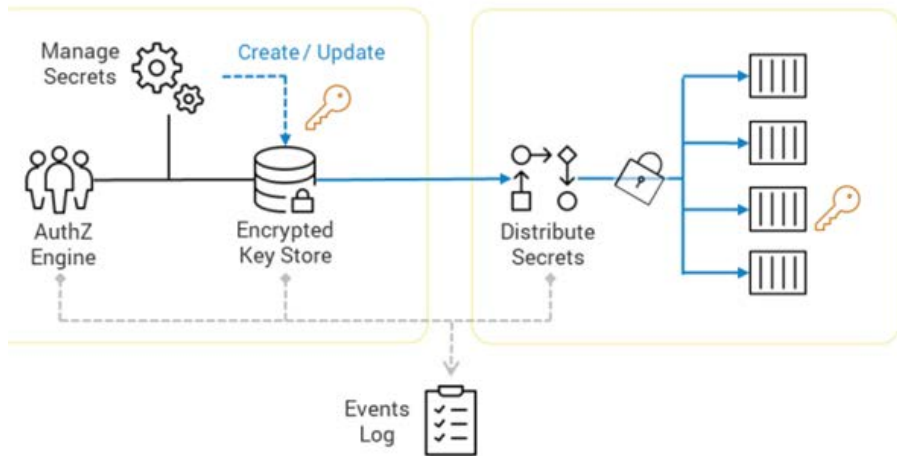 Manage
Secrets
Create / Update
AuthZ
Engine
Encrypted
Key Store
Distribute
Secrets
Events
Log